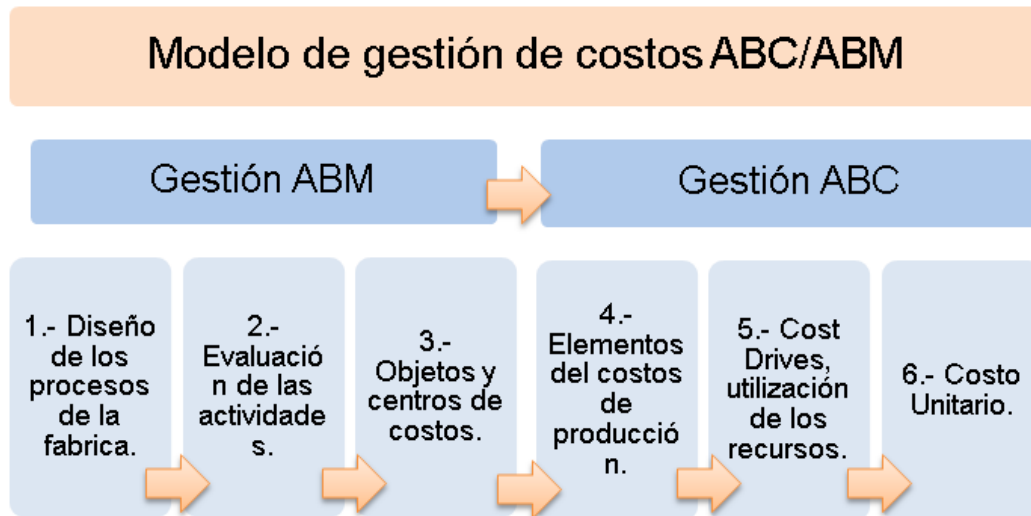 Modelo de gestión de costos ABC/ABM
Gestión ABM
Gestión ABC
1.- Diseño
de los
procesos
de la
fabrica.
2.-
Evaluació
n de las
actividade
s.
3.-
Objetos y
centros de
costos.
4.-
Elementos
del costos
de
producció
n.
5.- Cost
Drives,
utilización
de los
recursos.
6.- Costo
Unitario.